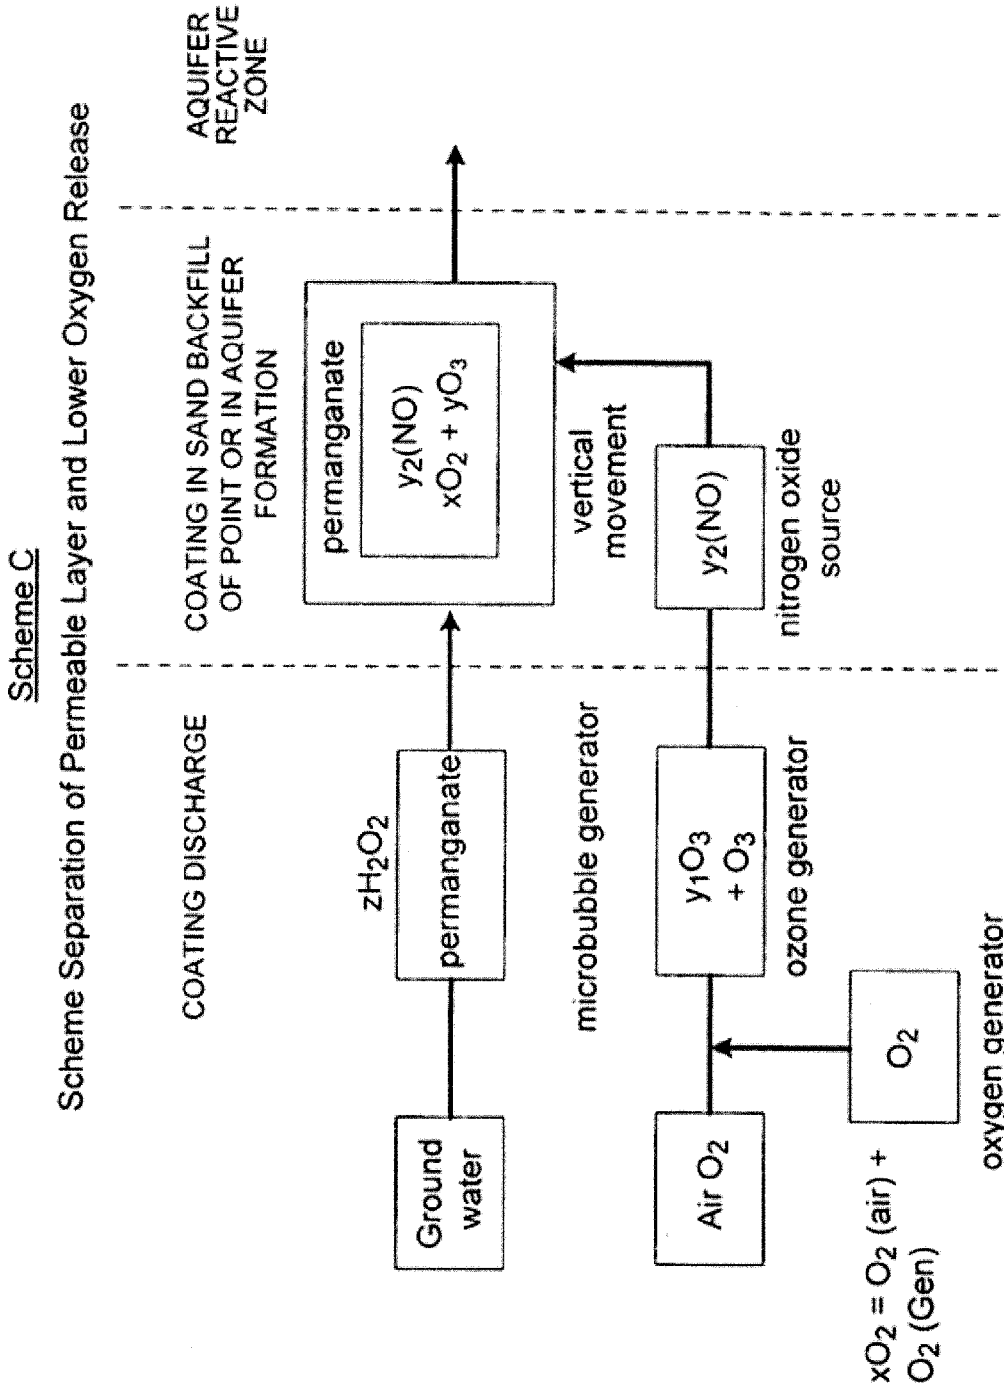 Scheme C
Scheme Separation of Permeable Layer and Lower Oxygen Release
COATING DISCHARGE
COATING IN SAND BACKFILL
OF POINT OR IN AQUIFER
FORMATION
AQUIFER
REACTIVE
ZONE
Ground
water
zH₂O₂
permanganate
permanganate
y₂(NO)
xO₂ + yO₃
vertical
movement
microbubble generator
Air O₂
y₁O₃
+ O₃
ozone generator
y₂(NO)
nitrogen oxide
source
O₂
oxygen generator
xO₂ = O₂ (air) +
O₂ (Gen)